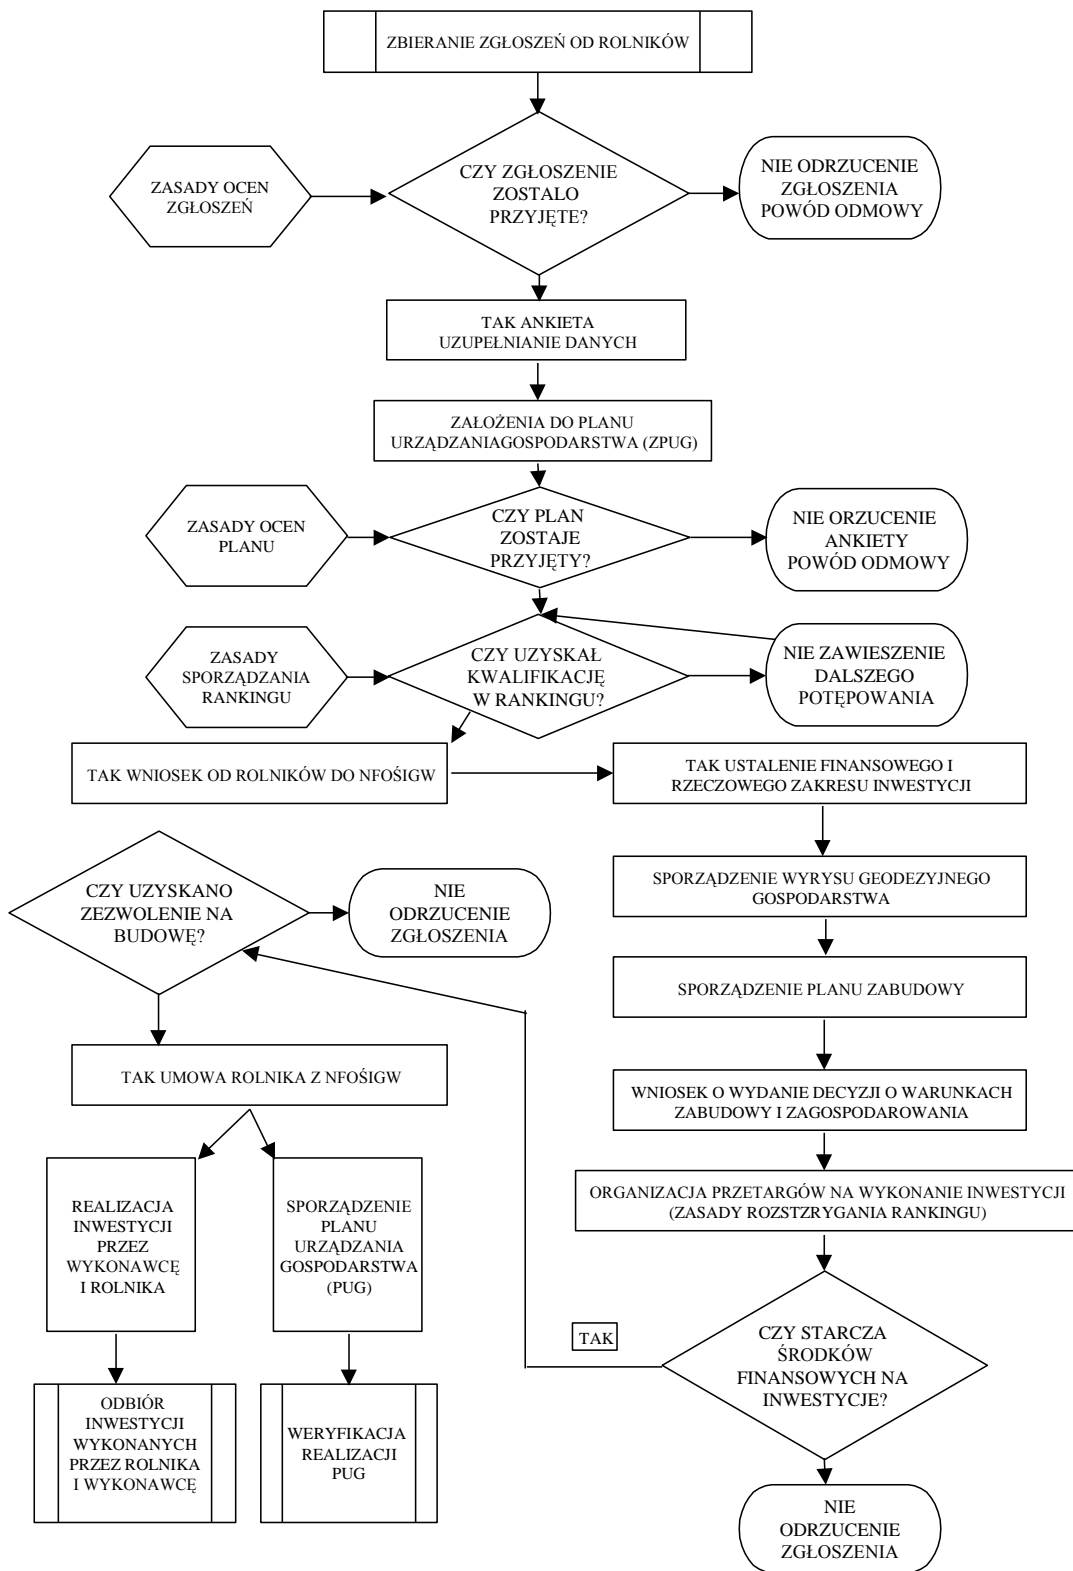 ZBIERANIE ZGŁOSZEŃ OD ROLNIKÓW
ZASADY OCEN
ZGŁOSZEŃ
CZY ZGŁOSZENIE
ZOSTALO
PRZYJĘTE?
NIE ODRZUCENIE
ZGŁOSZENIA
POWÓD ODMOWY
TAK ANKIETA
UZUPEŁNIANIE DANYCH
ZAŁOŻENIA DO PLANU
URZĄDZANIAGOSPODARSTWA (ZPUG)
ZASADY OCEN
PLANU
CZY PLAN
ZOSTAJE
PRZYJĘTY?
NIE ORZUCENIE
ANKIETY
POWÓD ODMOWY
ZASADY
SPORZĄDZANIA
RANKINGU
CZY UZYSKAŁ
KWALIFIKACJĘ
W RANKINGU?
NIE ZAWIESZENIE
DALSZEGO
POTĘPOWANIA
TAK WNIOSEK OD ROLNIKÓW DO NFOŚIGW
TAK USTALENIE FINANSOWEGO I
RZECZOWEGO ZAKRESU INWESTYCJI
CZY UZYSKANO
ZEZWOLENIE NA
BUDOWĘ?
NIE
ODRZUCENIE
ZGŁOSZENIA
SPORZĄDZENIE WYRYSU GEODEZYJNEGO
GOSPODARSTWA
SPORZĄDZENIE PLANU ZABUDOWY
TAK UMOWA ROLNIKA Z NFOŚIGW
WNIOSEK O WYDANIE DECYZJI O WARUNKACH
ZABUDOWY I ZAGOSPODAROWANIA
REALIZACJA
INWESTYCJI
PRZEZ
WYKONAWCĘ
I ROLNIKA
SPORZĄDZENIE
PLANU
URZĄDZANIA
GOSPODARSTWA
(PUG)
ORGANIZACJA PRZETARGÓW NA WYKONANIE INWESTYCJI
(ZASADY ROZSTZRYGANIA RANKINGU)
TAK
CZY STARCZA
ŚRODKÓW
FINANSOWYCH NA
INWESTYCJE?
ODBIÓR
INWESTYCJI
WYKONANYCH
PRZEZ ROLNIKA
I WYKONAWCĘ
WERYFIKACJA
REALIZACJI
PUG
NIE
ODRZUCENIE
ZGŁOSZENIA